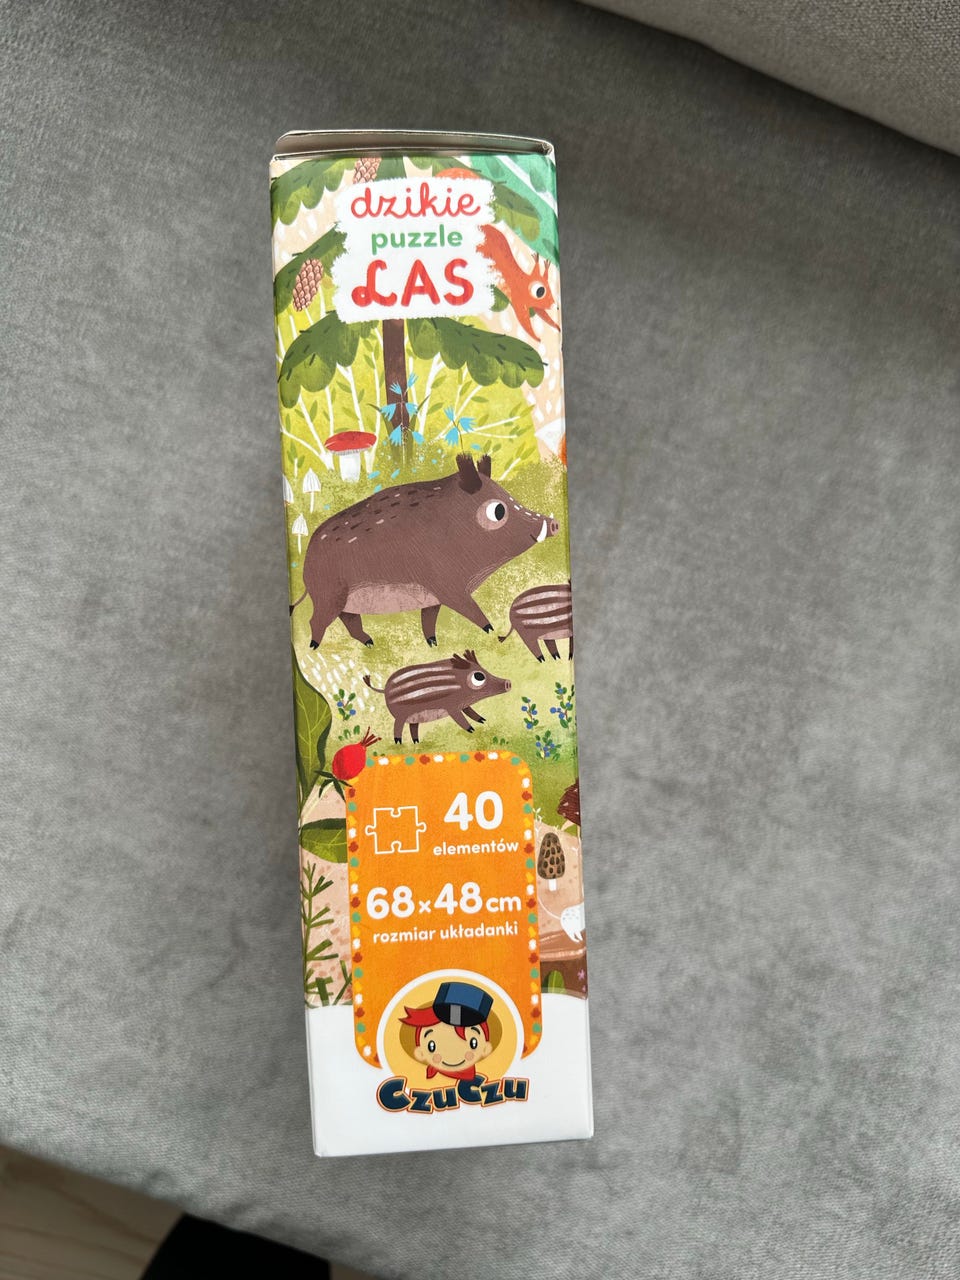 dzikie
puzzle
LAS
40
elementów
68x48cm
rozmiar układanki
CzuCzu